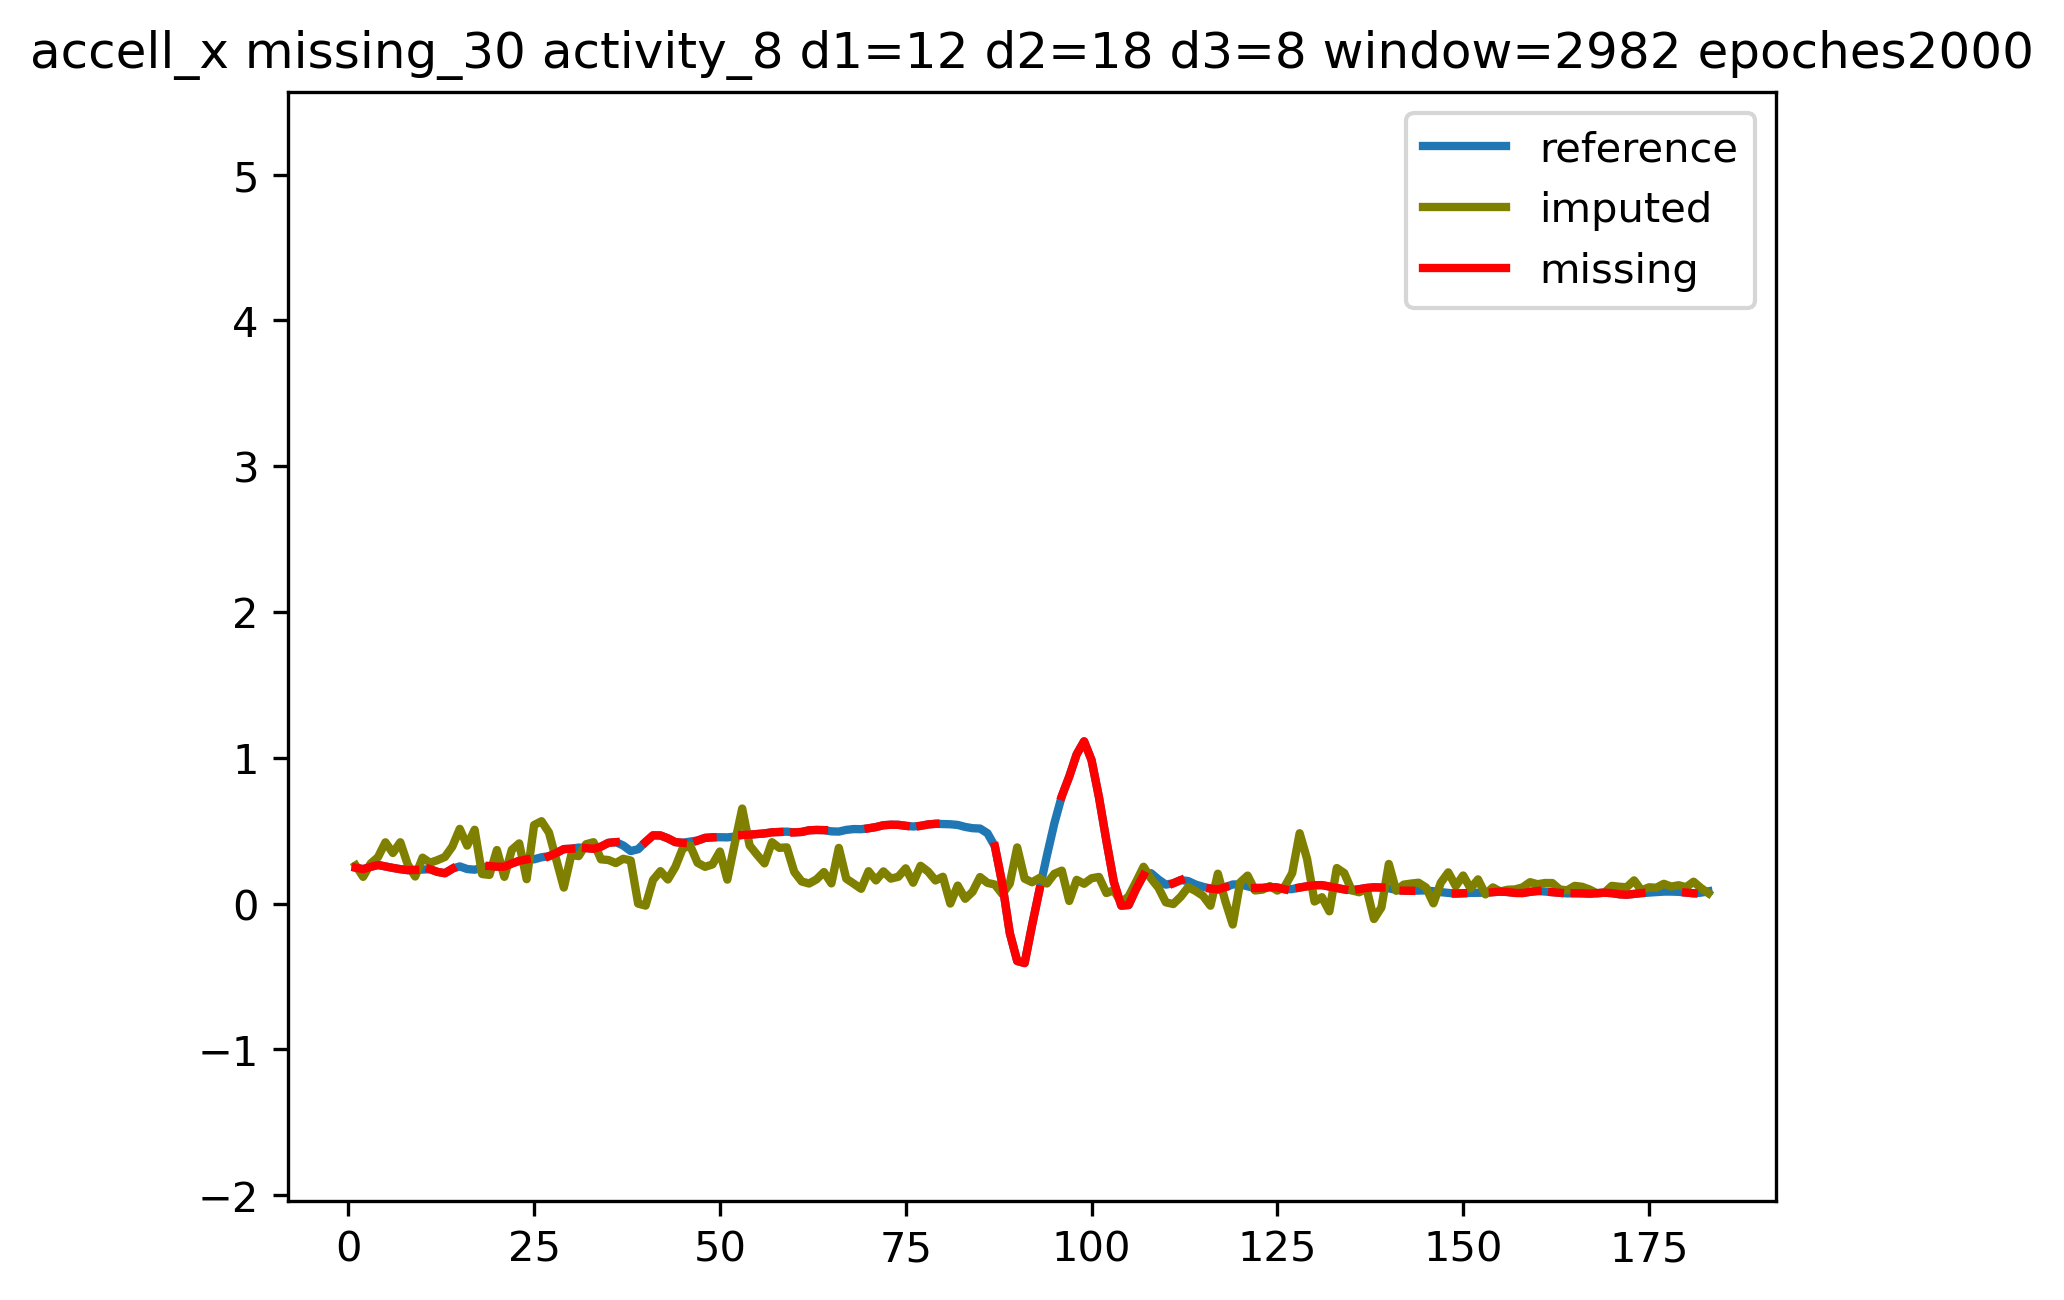 accell_x missing_30 activity_8 d1=12 d2=18 d3=8 window=2982 epoches2000
reference
imputed
missing
5
4
3
2
1
0
−1
−2
0 25 50 75 100 125 150 175